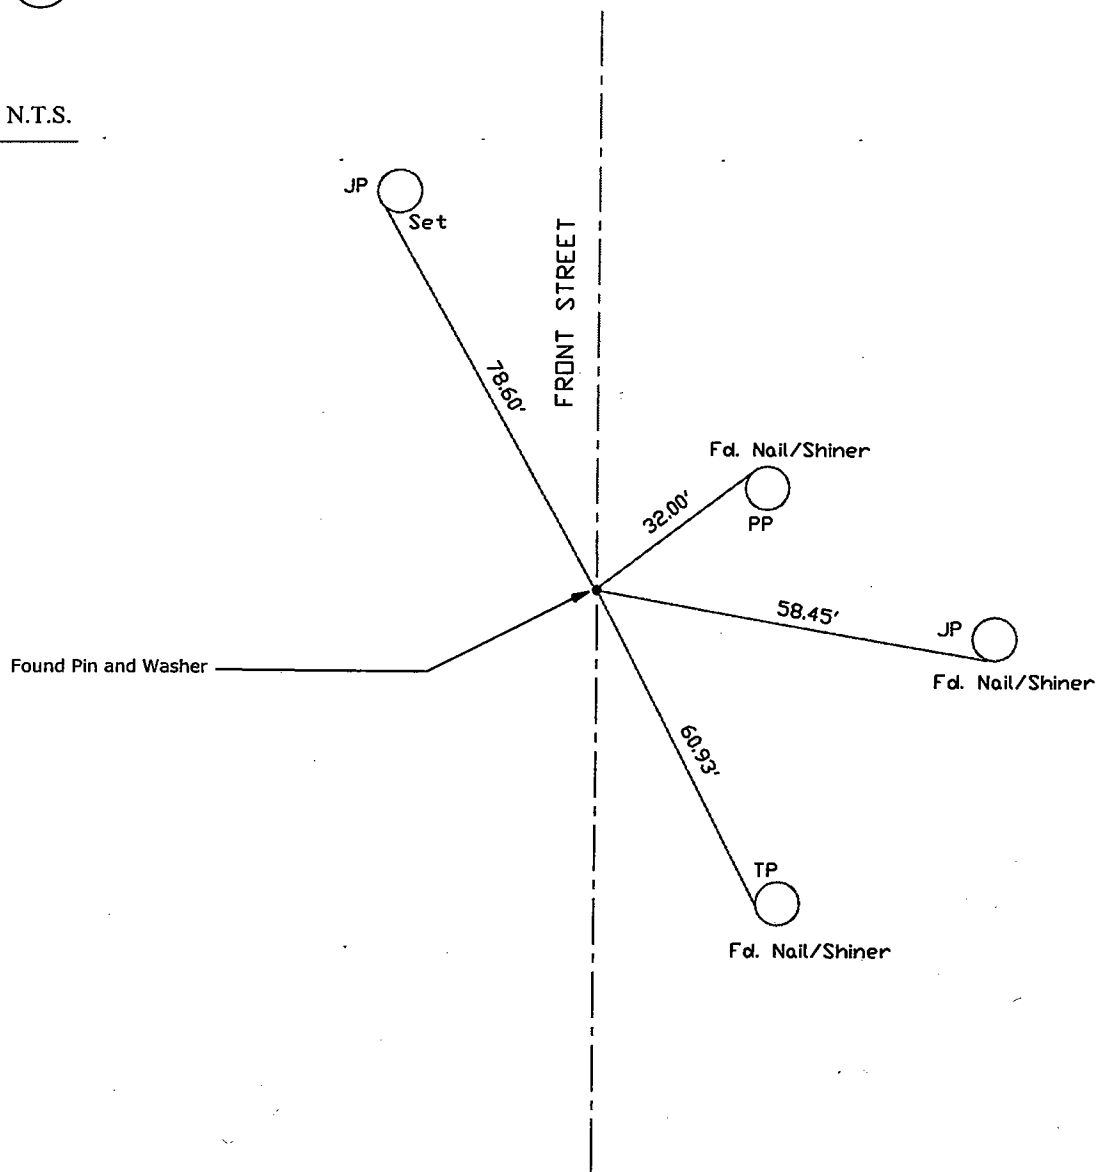 N.T.S.
JP
Set
FRONT STREET
78.60'
Fd. Nail/Shiner
32.00'
PP
58.45'
JP
Fd. Nail/Shiner
Found Pin and Washer
60.93'
TP
Fd. Nail/Shiner